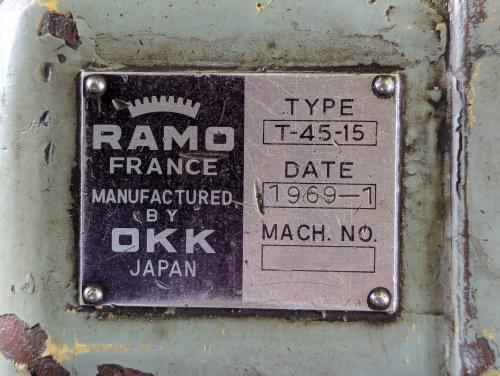 RAMO
FRANCE
MANUFACTURED
BY
OKK
JAPAN
TYPE
T-45-15
DATE
1969-1
MACH. NO.